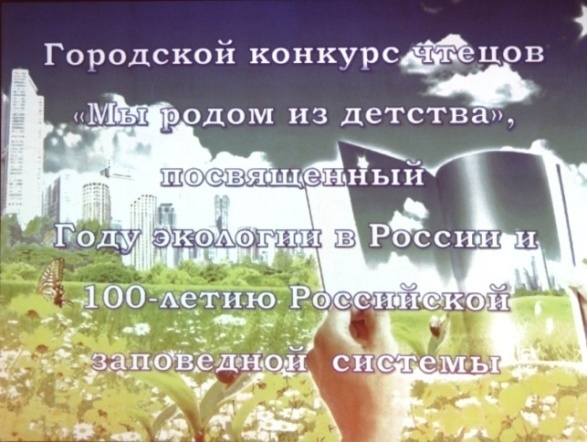 Городской конкурс чтецов
«Мы родом из детства»,
посвященный
Году экологии в России и
100-летию Российской
заповедной системы